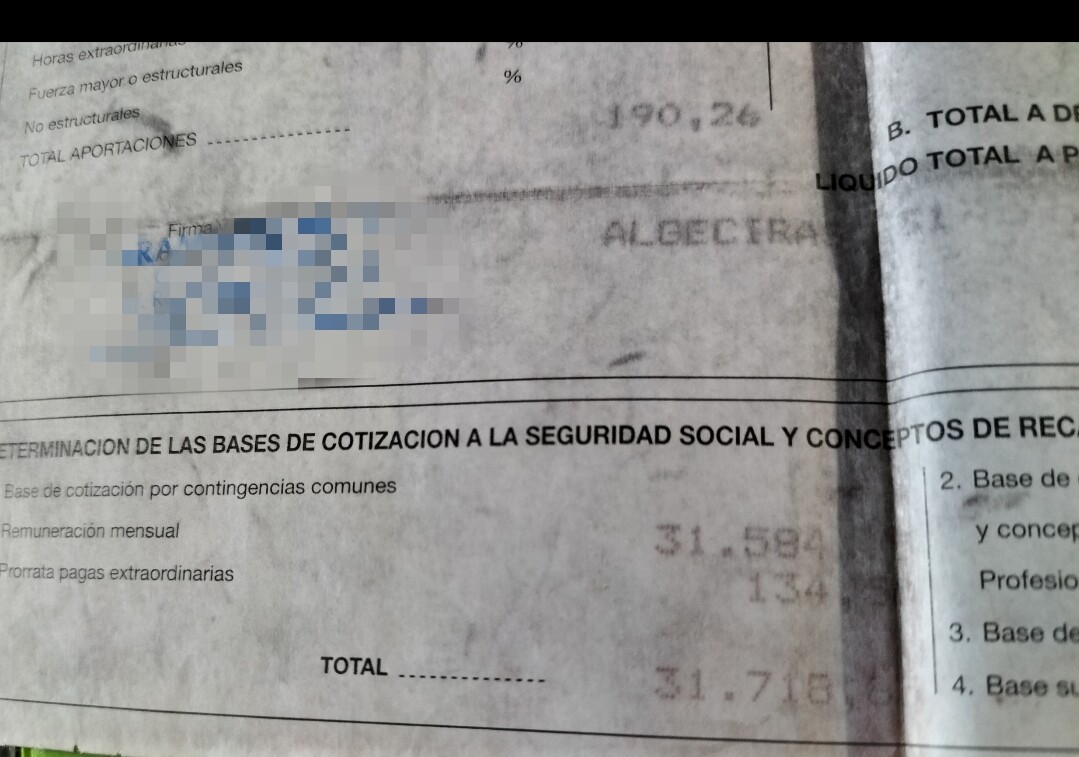 Horas extraordinarias %
Fuerza mayor o estructurales %
No estructurales
190,26
TOTAL APORTACIONES
B. TOTAL A DE
LIQUIDO TOTAL A P
Firma
RA
ALGECIRA
ETERMINACION DE LAS BASES DE COTIZACION A LA SEGURIDAD SOCIAL Y CONCEPTOS DE REC
Base de cotización por contingencias comunes
Remuneración mensual 31.584
Prorrata pagas extraordinarias 134
TOTAL 31.718
2. Base de
y concep
Profesio
3. Base de
4. Base su